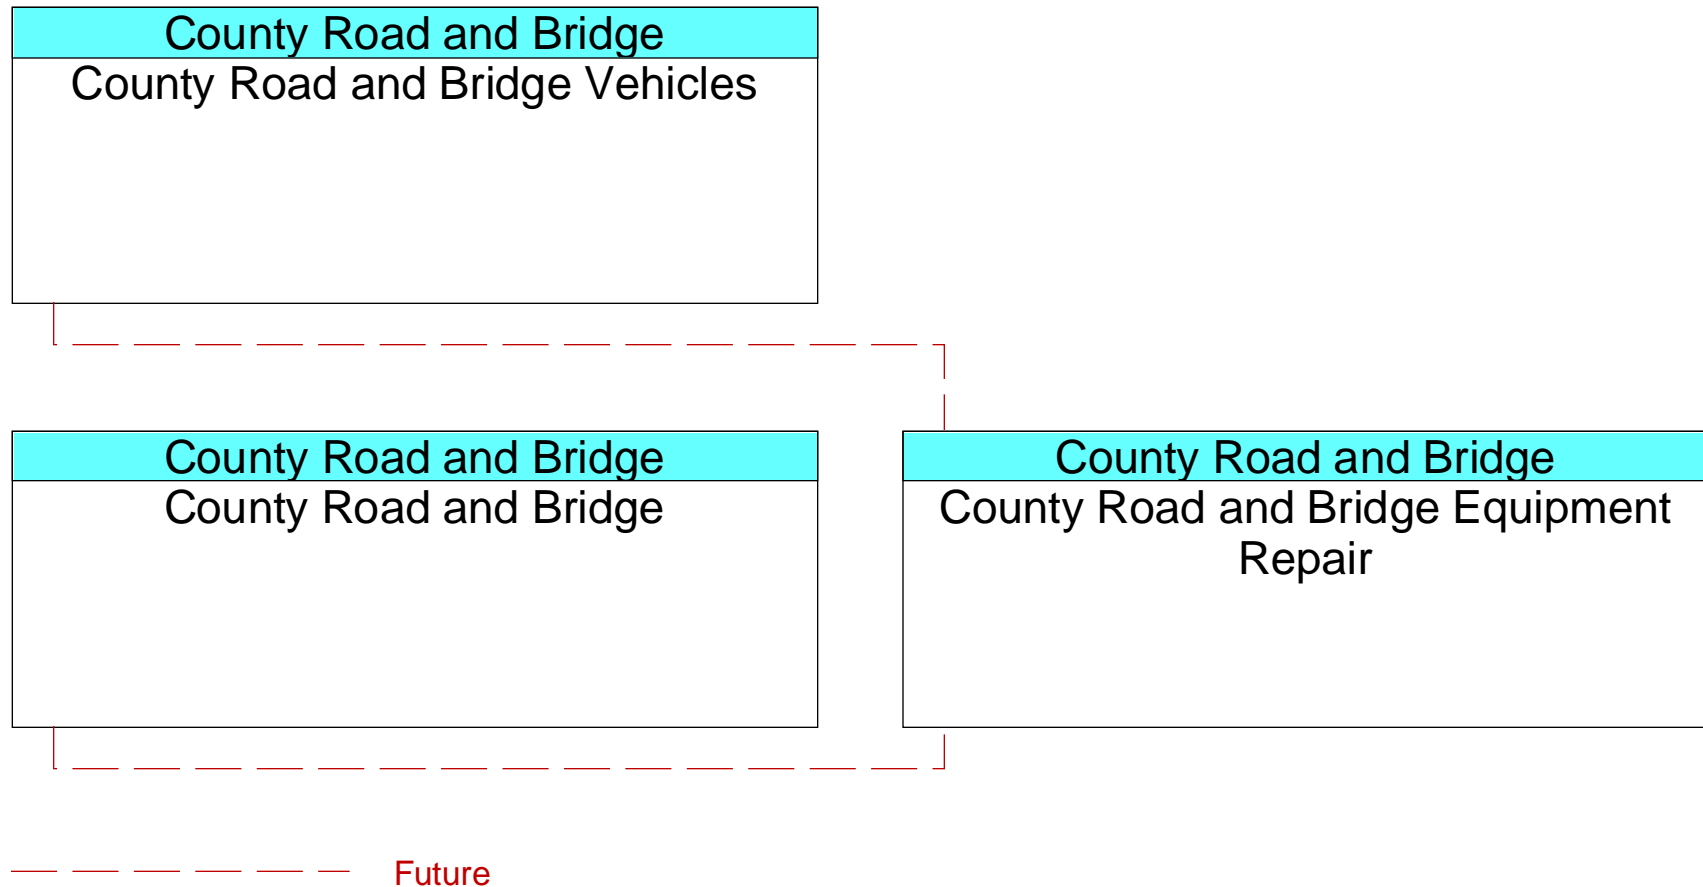 County Road and Bridge
County Road and Bridge Vehicles
County Road and Bridge
County Road and Bridge
County Road and Bridge
County Road and Bridge Equipment
Repair
Future